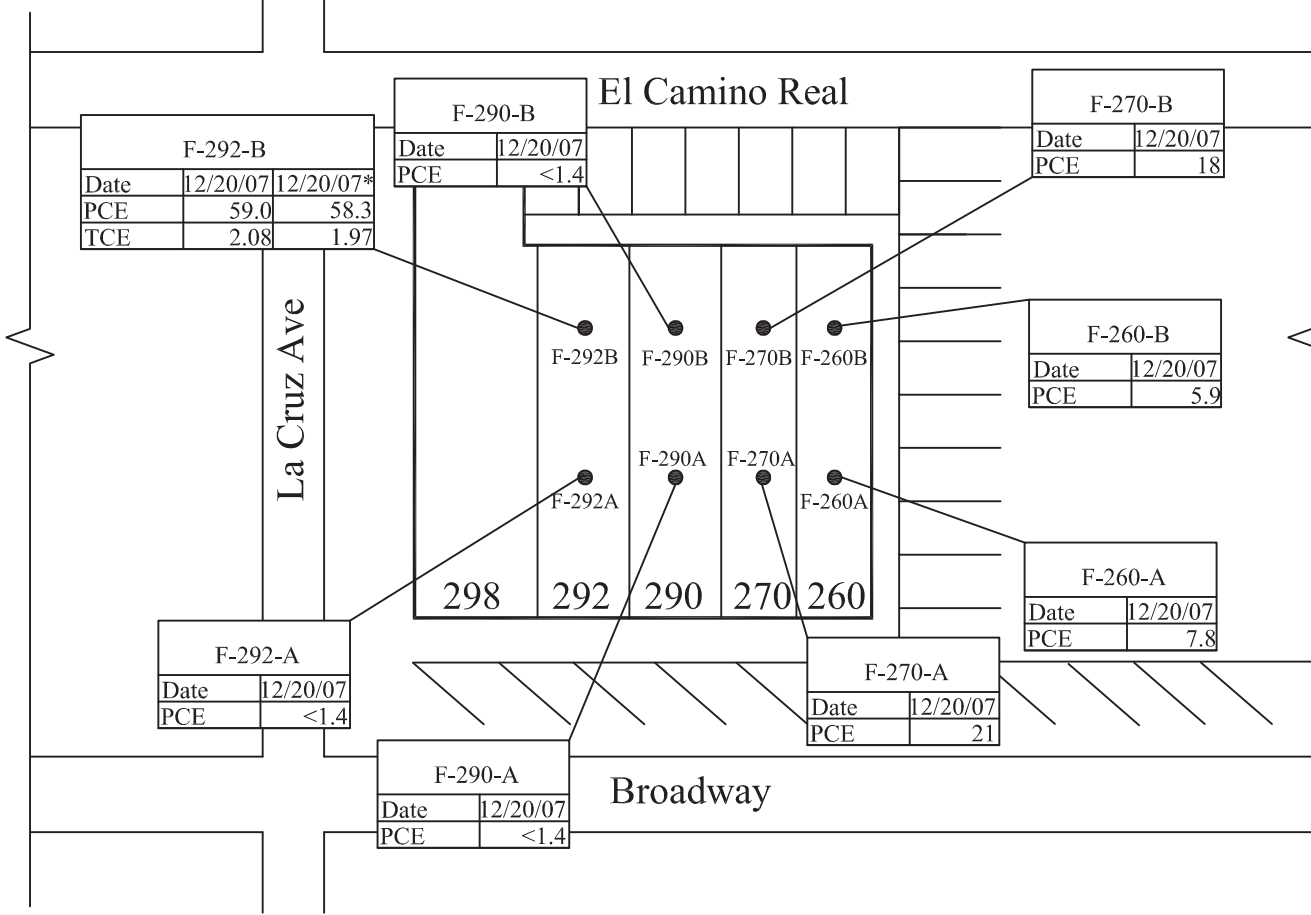 El Camino Real
F-290-B
Date 12/20/07
PCE <1.4
F-270-B
Date 12/20/07
PCE 18
F-292-B
Date 12/20/07 12/20/07*
PCE 59.0 58.3
TCE 2.08 1.97
La Cruz Ave
F-292B
F-290B
F-270B
F-260B
F-260-B
Date 12/20/07
PCE 5.9
F-290A
F-270A
F-292A
F-260A
298
292
290
270
260
F-260-A
Date 12/20/07
PCE 7.8
F-292-A
Date 12/20/07
PCE <1.4
F-270-A
Date 12/20/07
PCE 21
F-290-A
Date 12/20/07
PCE <1.4
Broadway